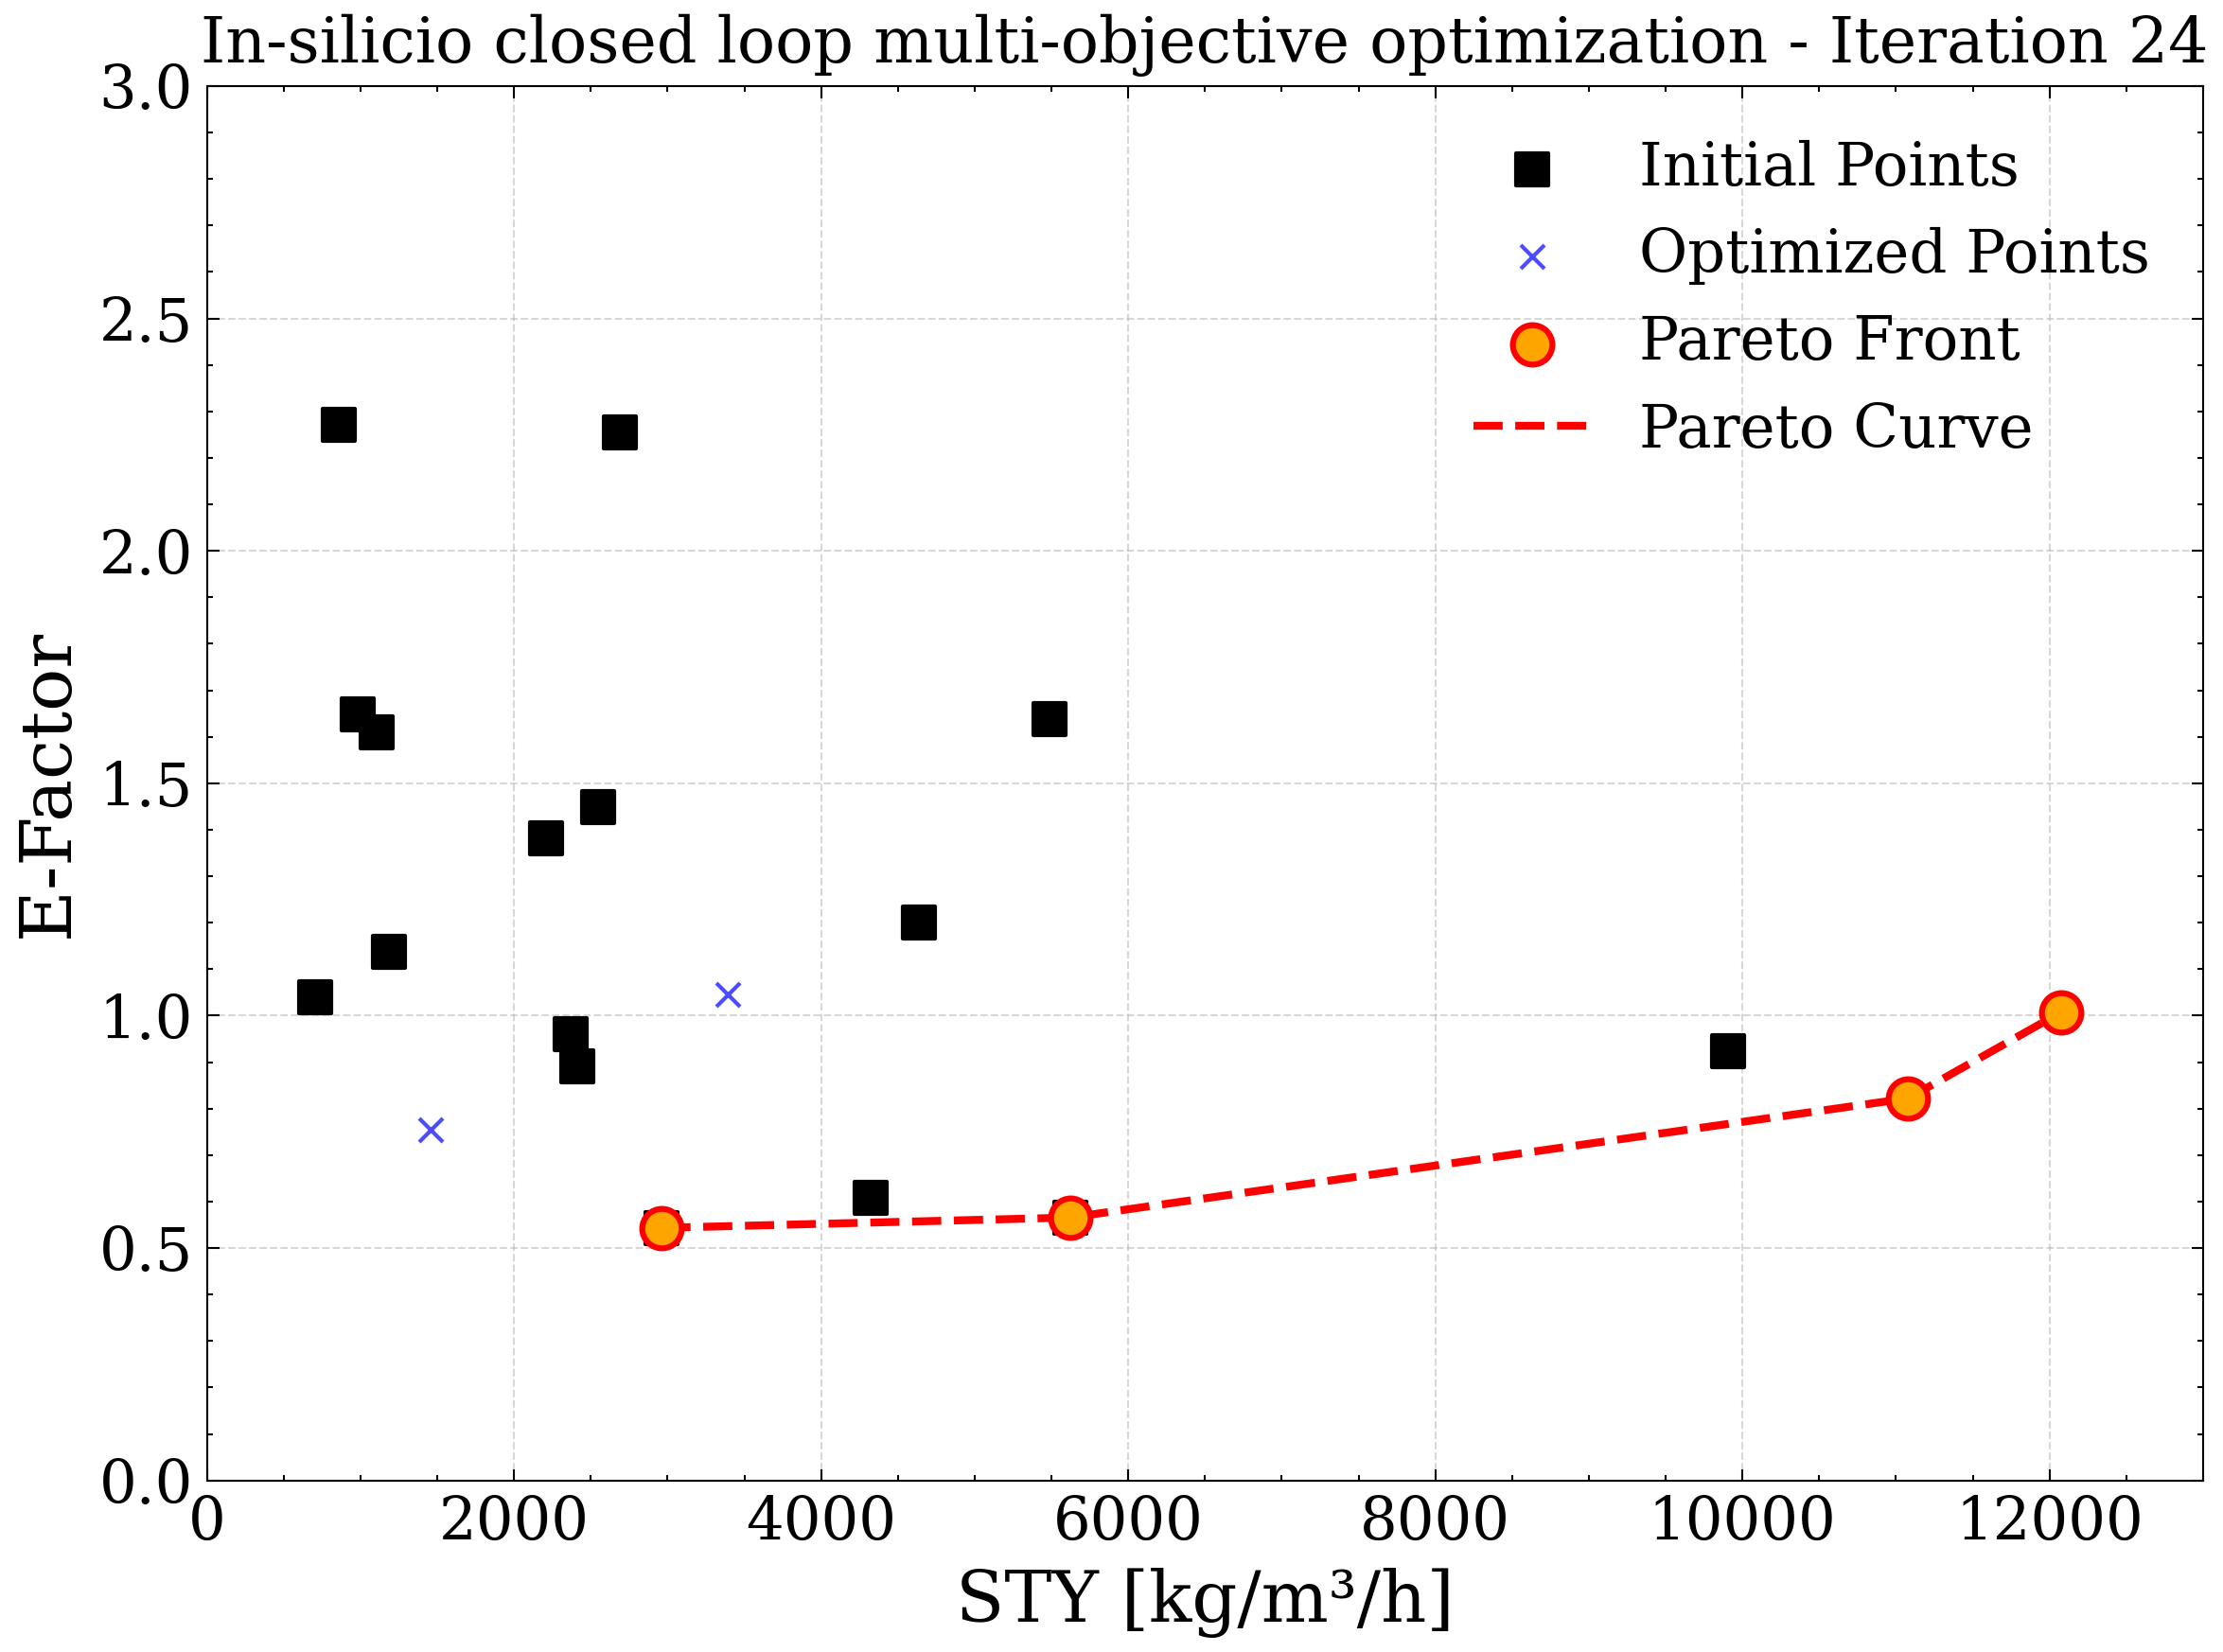 In-silicio closed loop multi-objective optimization - Iteration 24
3.0
2.5
2.0
1.5
1.0
0.5
0.0
E-Factor
Initial Points
Optimized Points
Pareto Front
Pareto Curve
0 2000 4000 6000 8000 10000 12000
STY [kg/m³/h]